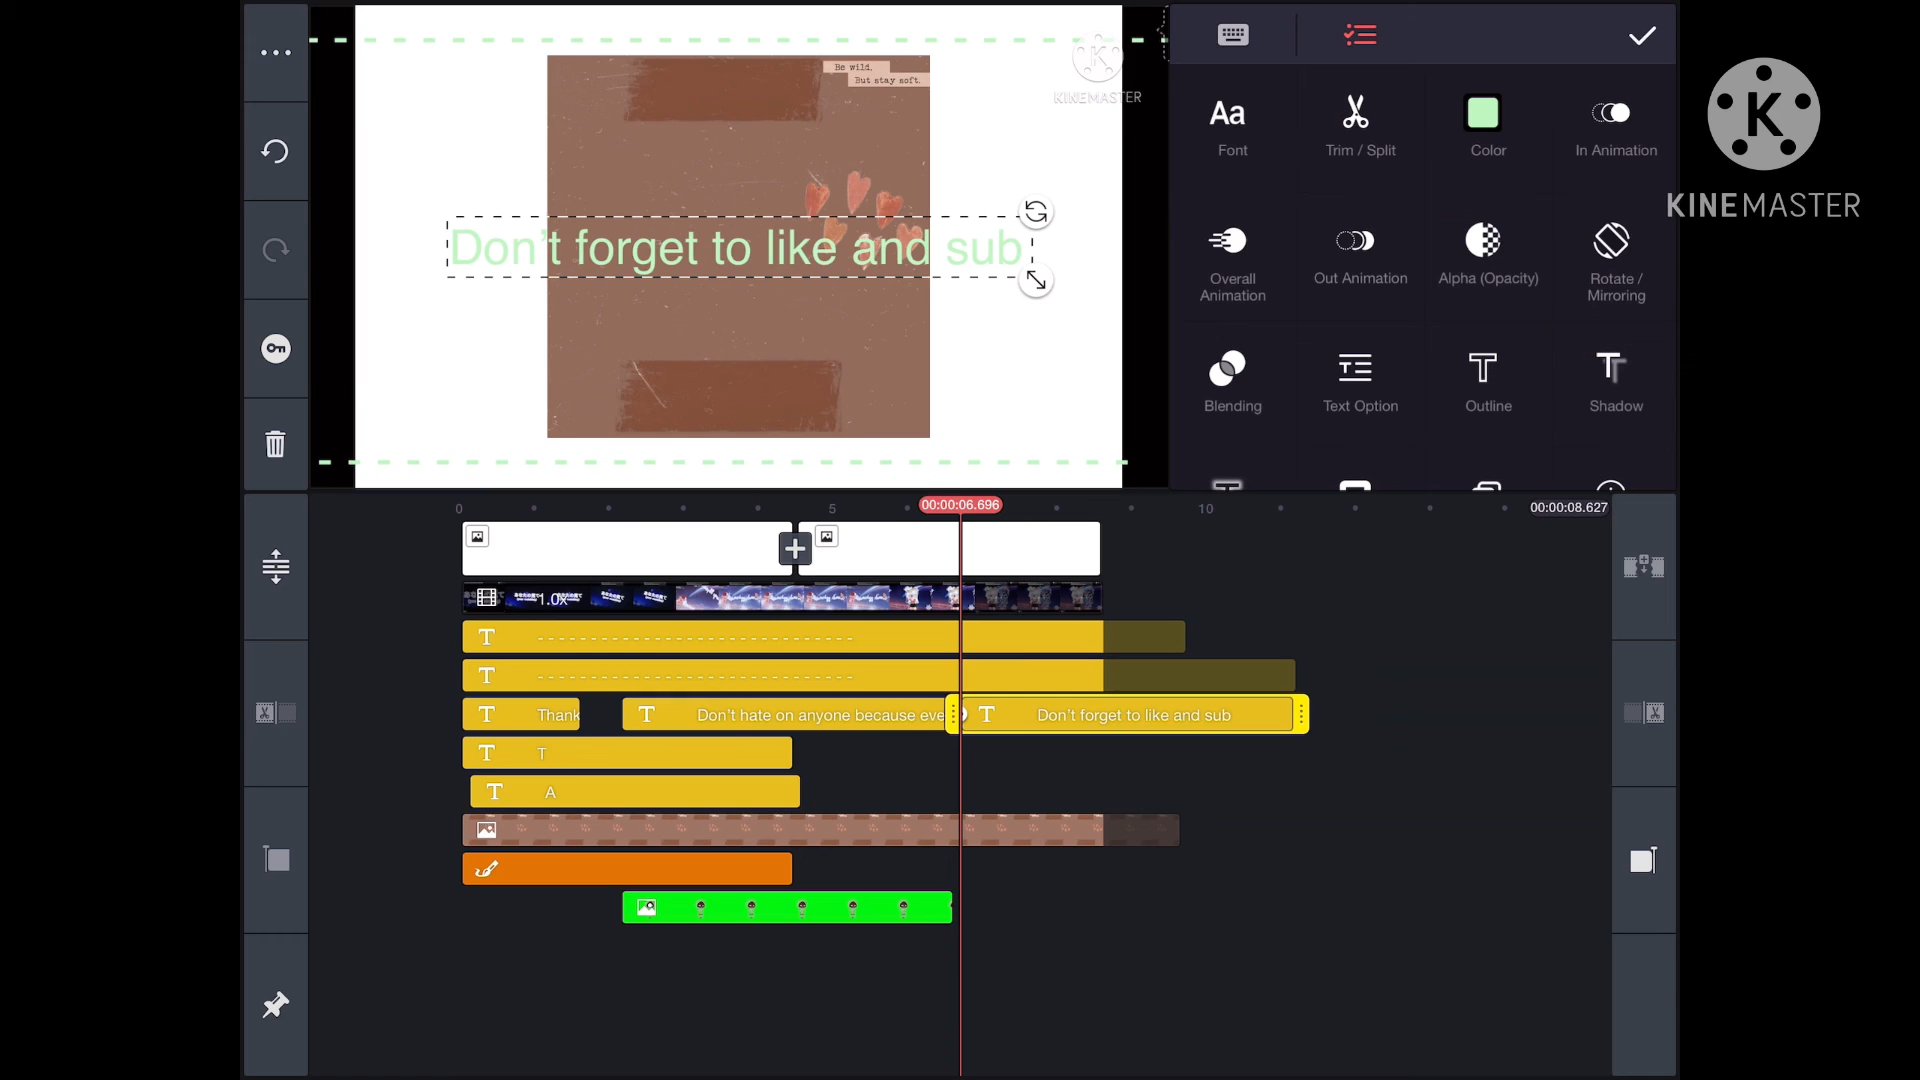 Be wild.
But stay soft.
KINEMASTER
Don't forget to like and sub
Font
Trim / Split
Color
In Animation
Overall Animation
Out Animation
Alpha (Opacity)
Rotate / Mirroring
Blending
Text Option
Outline
Shadow
KINEMASTER
0
5
00:00:06.696
10
00:00:08.627
1.0x
Thank
Don't hate on anyone because eve
Don't forget to like and sub
T
A